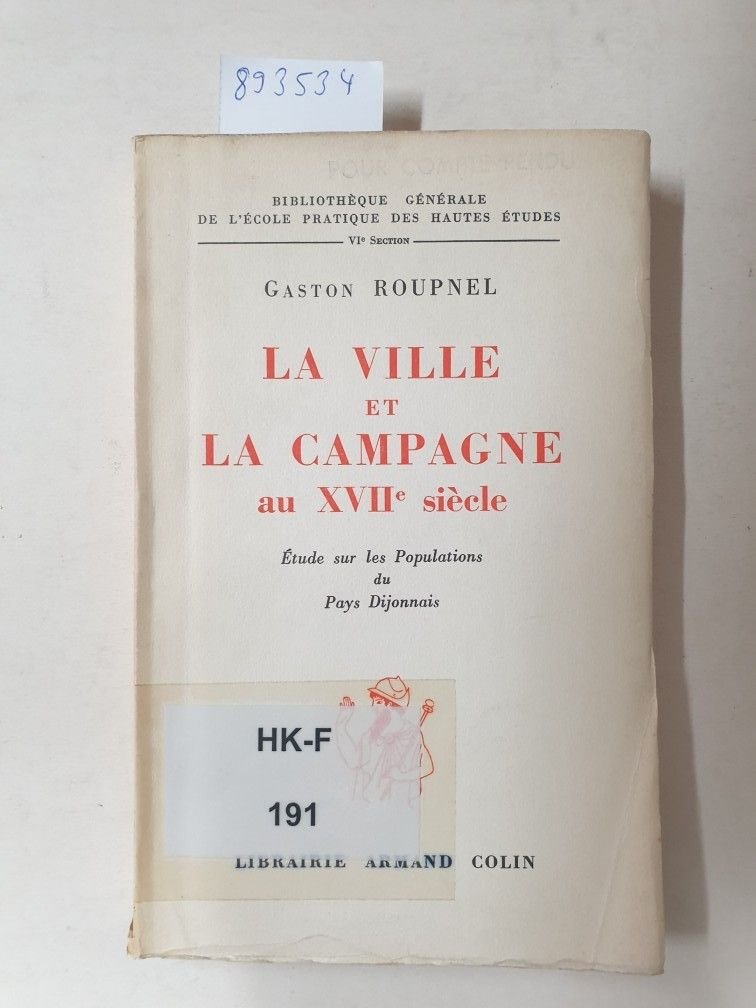 893534
POUR COMPTE-RENDU
BIBLIOTHÈQUE GÉNÉRALE
DE L'ÉCOLE PRATIQUE DES HAUTES ÉTUDES
VIe SECTION
GASTON ROUPNEL
LA VILLE
ET
LA CAMPAGNE
au XVIIe siècle
Étude sur les Populations
du
Pays Dijonnais
HK-F
191
LIBRAIRIE ARMAND COLIN